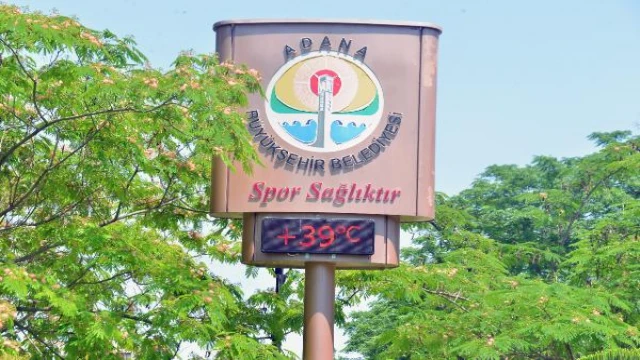 ADANA
BÜYÜKŞEHİR BELEDİYESİ
Spor Sağlıktır
+39°C